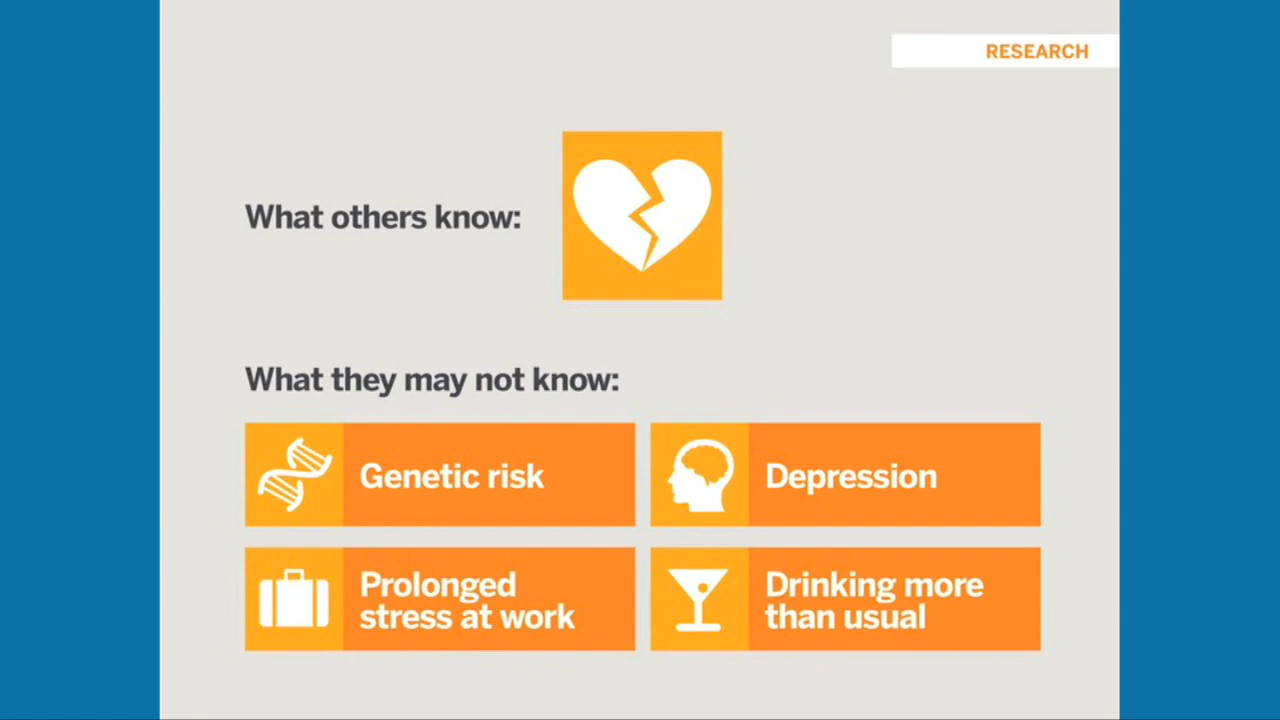 RESEARCH
What others know:
What they may not know:
Genetic risk
Depression
Prolonged
stress at work
Drinking more
than usual